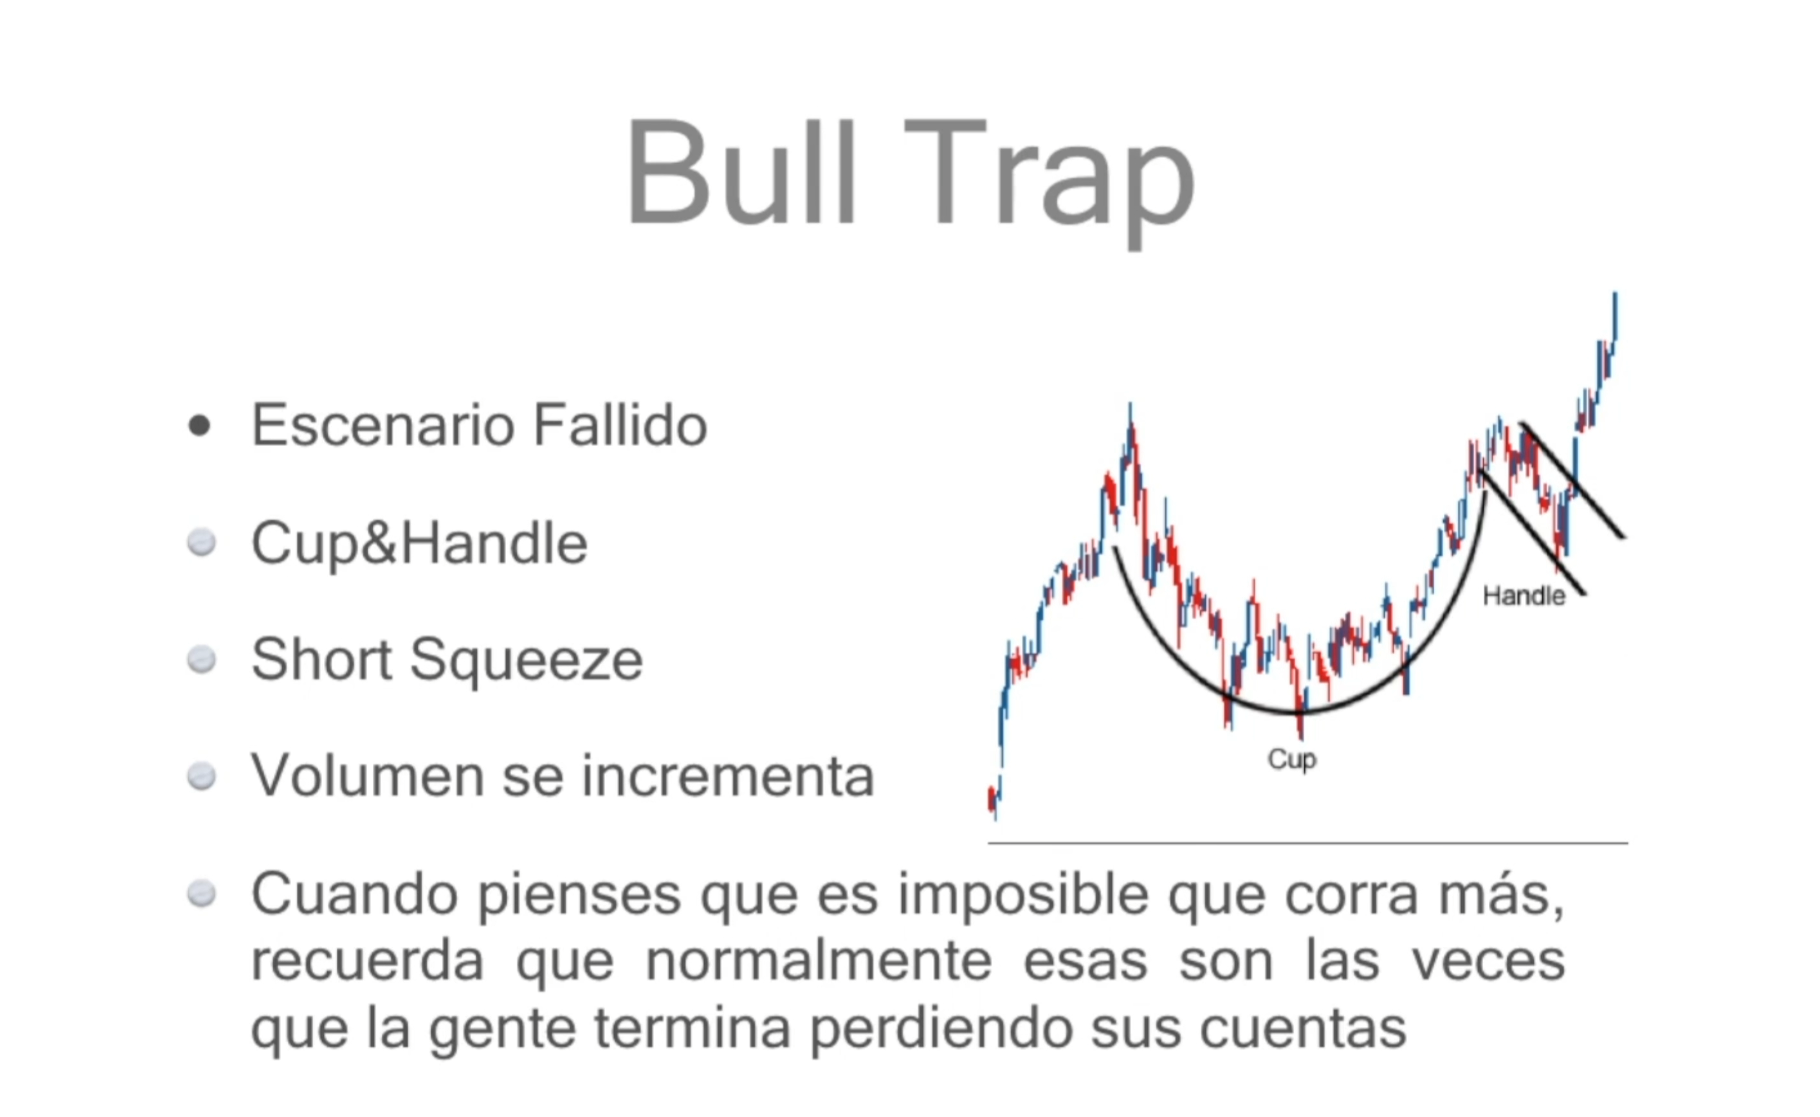 Bull Trap
Escenario Fallido
Cup&Handle
Short Squeeze
Volumen se incrementa
Cuando pienses que es imposible que corra más,
recuerda que normalmente esas son las veces
que la gente termina perdiendo sus cuentas
Handle
Cup